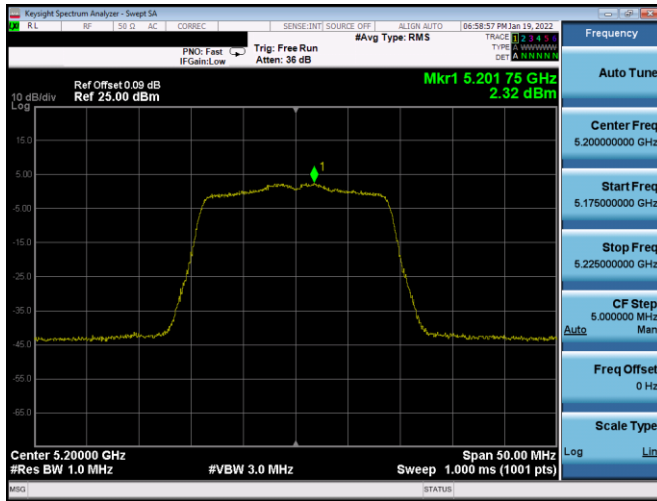 Keysight Spectrum Analyzer - Swept SA
RL RF 50 Ω AC CORREC SENSE:INT SOURCE OFF ALIGN AUTO 06:58:57 PM Jan 19, 2022
#Avg Type: RMS
TRACE 1 2 3 4 5 6
TYPE A WWWWW
DET A N N N N N
PNO: Fast
IFGain:Low
Trig: Free Run
Atten: 36 dB
Mkr1 5.201 75 GHz
2.32 dBm
Ref Offset 0.09 dB
Ref 25.00 dBm
10 dB/div
Log
15.0
5.00
-5.00
-15.0
-25.0
-35.0
-45.0
-55.0
-65.0
1
Center 5.20000 GHz
Span 50.00 MHz
#Res BW 1.0 MHz
#VBW 3.0 MHz
Sweep 1.000 ms (1001 pts)
MSG
STATUS
Frequency
Auto Tune
Center Freq
5.200000000 GHz
Start Freq
5.175000000 GHz
Stop Freq
5.225000000 GHz
CF Step
5.000000 MHz
Auto Man
Freq Offset
0 Hz
Scale Type
Log Lin